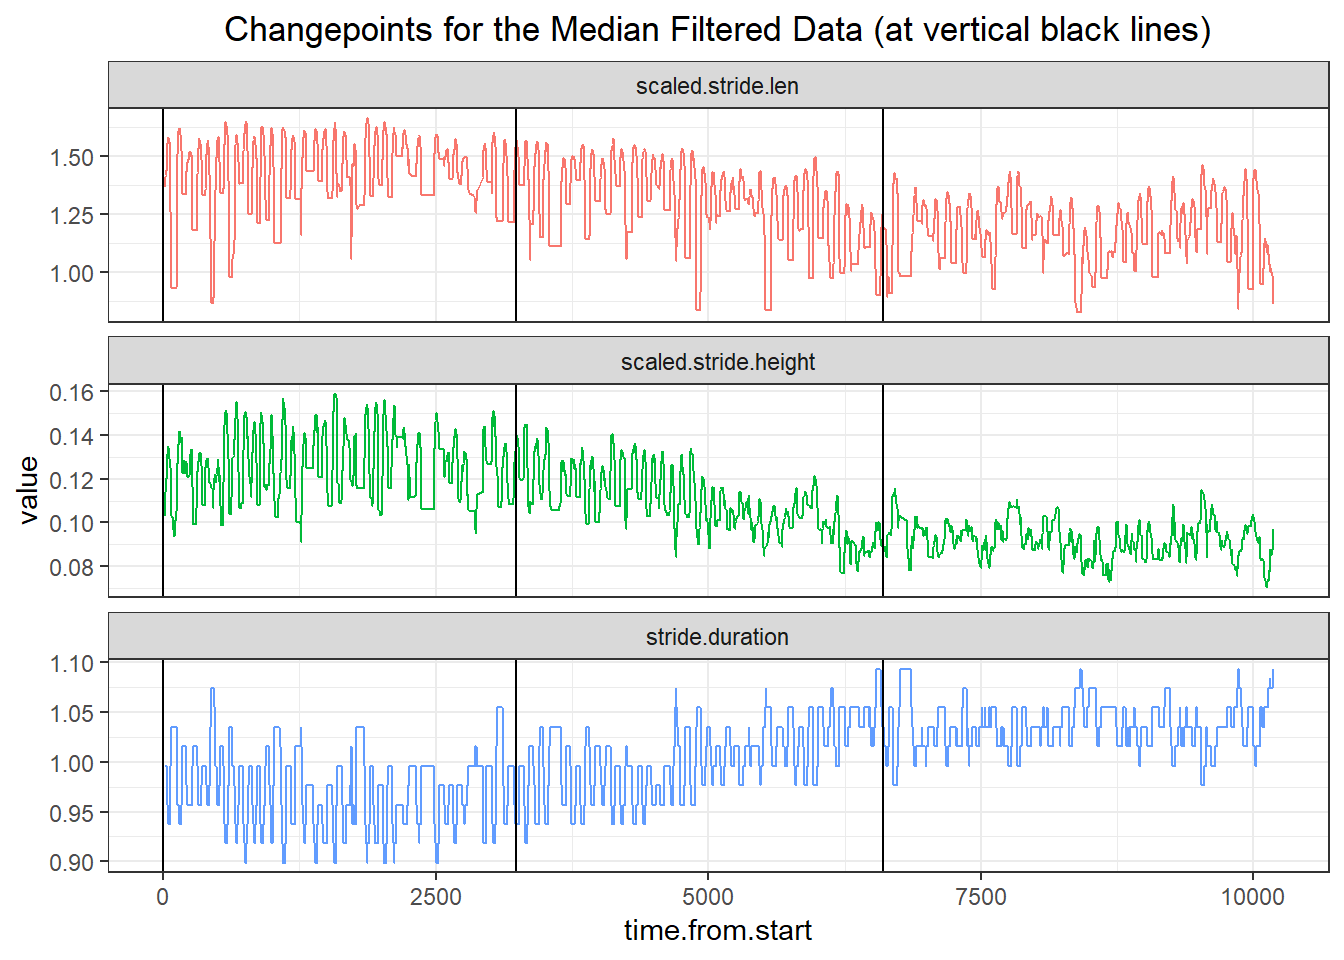 Changepoints for the Median Filtered Data (at vertical black lines)
scaled.stride.len
1.50
1.25
1.00
scaled.stride.height
0.16
0.14
0.12
0.10
0.08
value
stride.duration
1.10
1.05
1.00
0.95
0.90
0 2500 5000 7500 10000
time.from.start